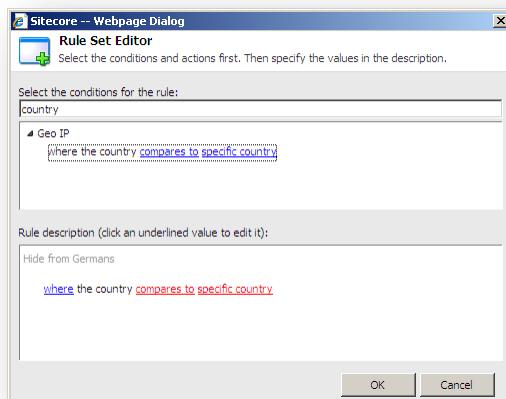 Sitecore -- Webpage Dialog
Rule Set Editor
Select the conditions and actions first. Then specify the values in the description.
Select the conditions for the rule:
country
Geo IP
where the country compares to specific country
Rule description (click an underlined value to edit it):
Hide from Germans
where the country compares to specific country
OK
Cancel